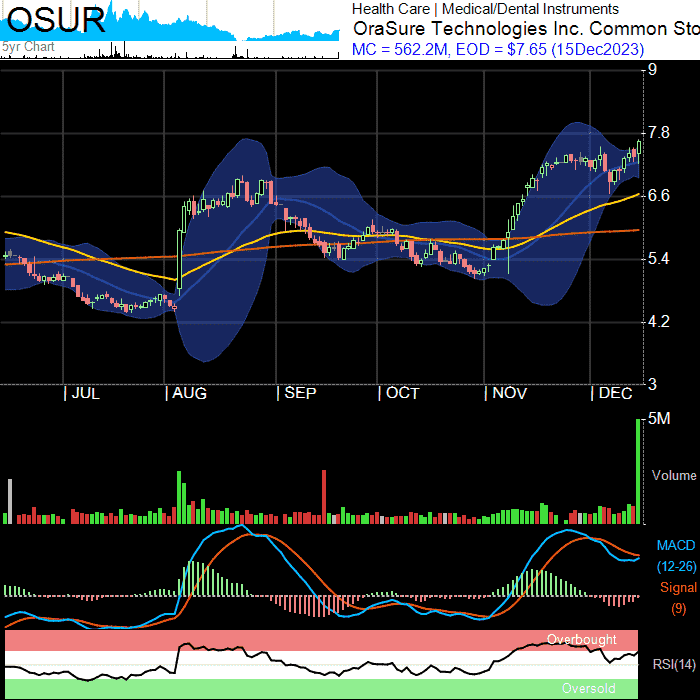 OSUR
5yr Chart
Health Care | Medical/Dental Instruments
OraSure Technologies Inc. Common Sto
MC = 562.2M, EOD = $7.65 (15Dec2023)
9
7.8
6.6
5.4
4.2
3
| JUL | AUG | SEP | OCT | NOV | DEC
5M
Volume
MACD
(12-26)
Signal
(9)
Overbought
RSI(14)
Oversold